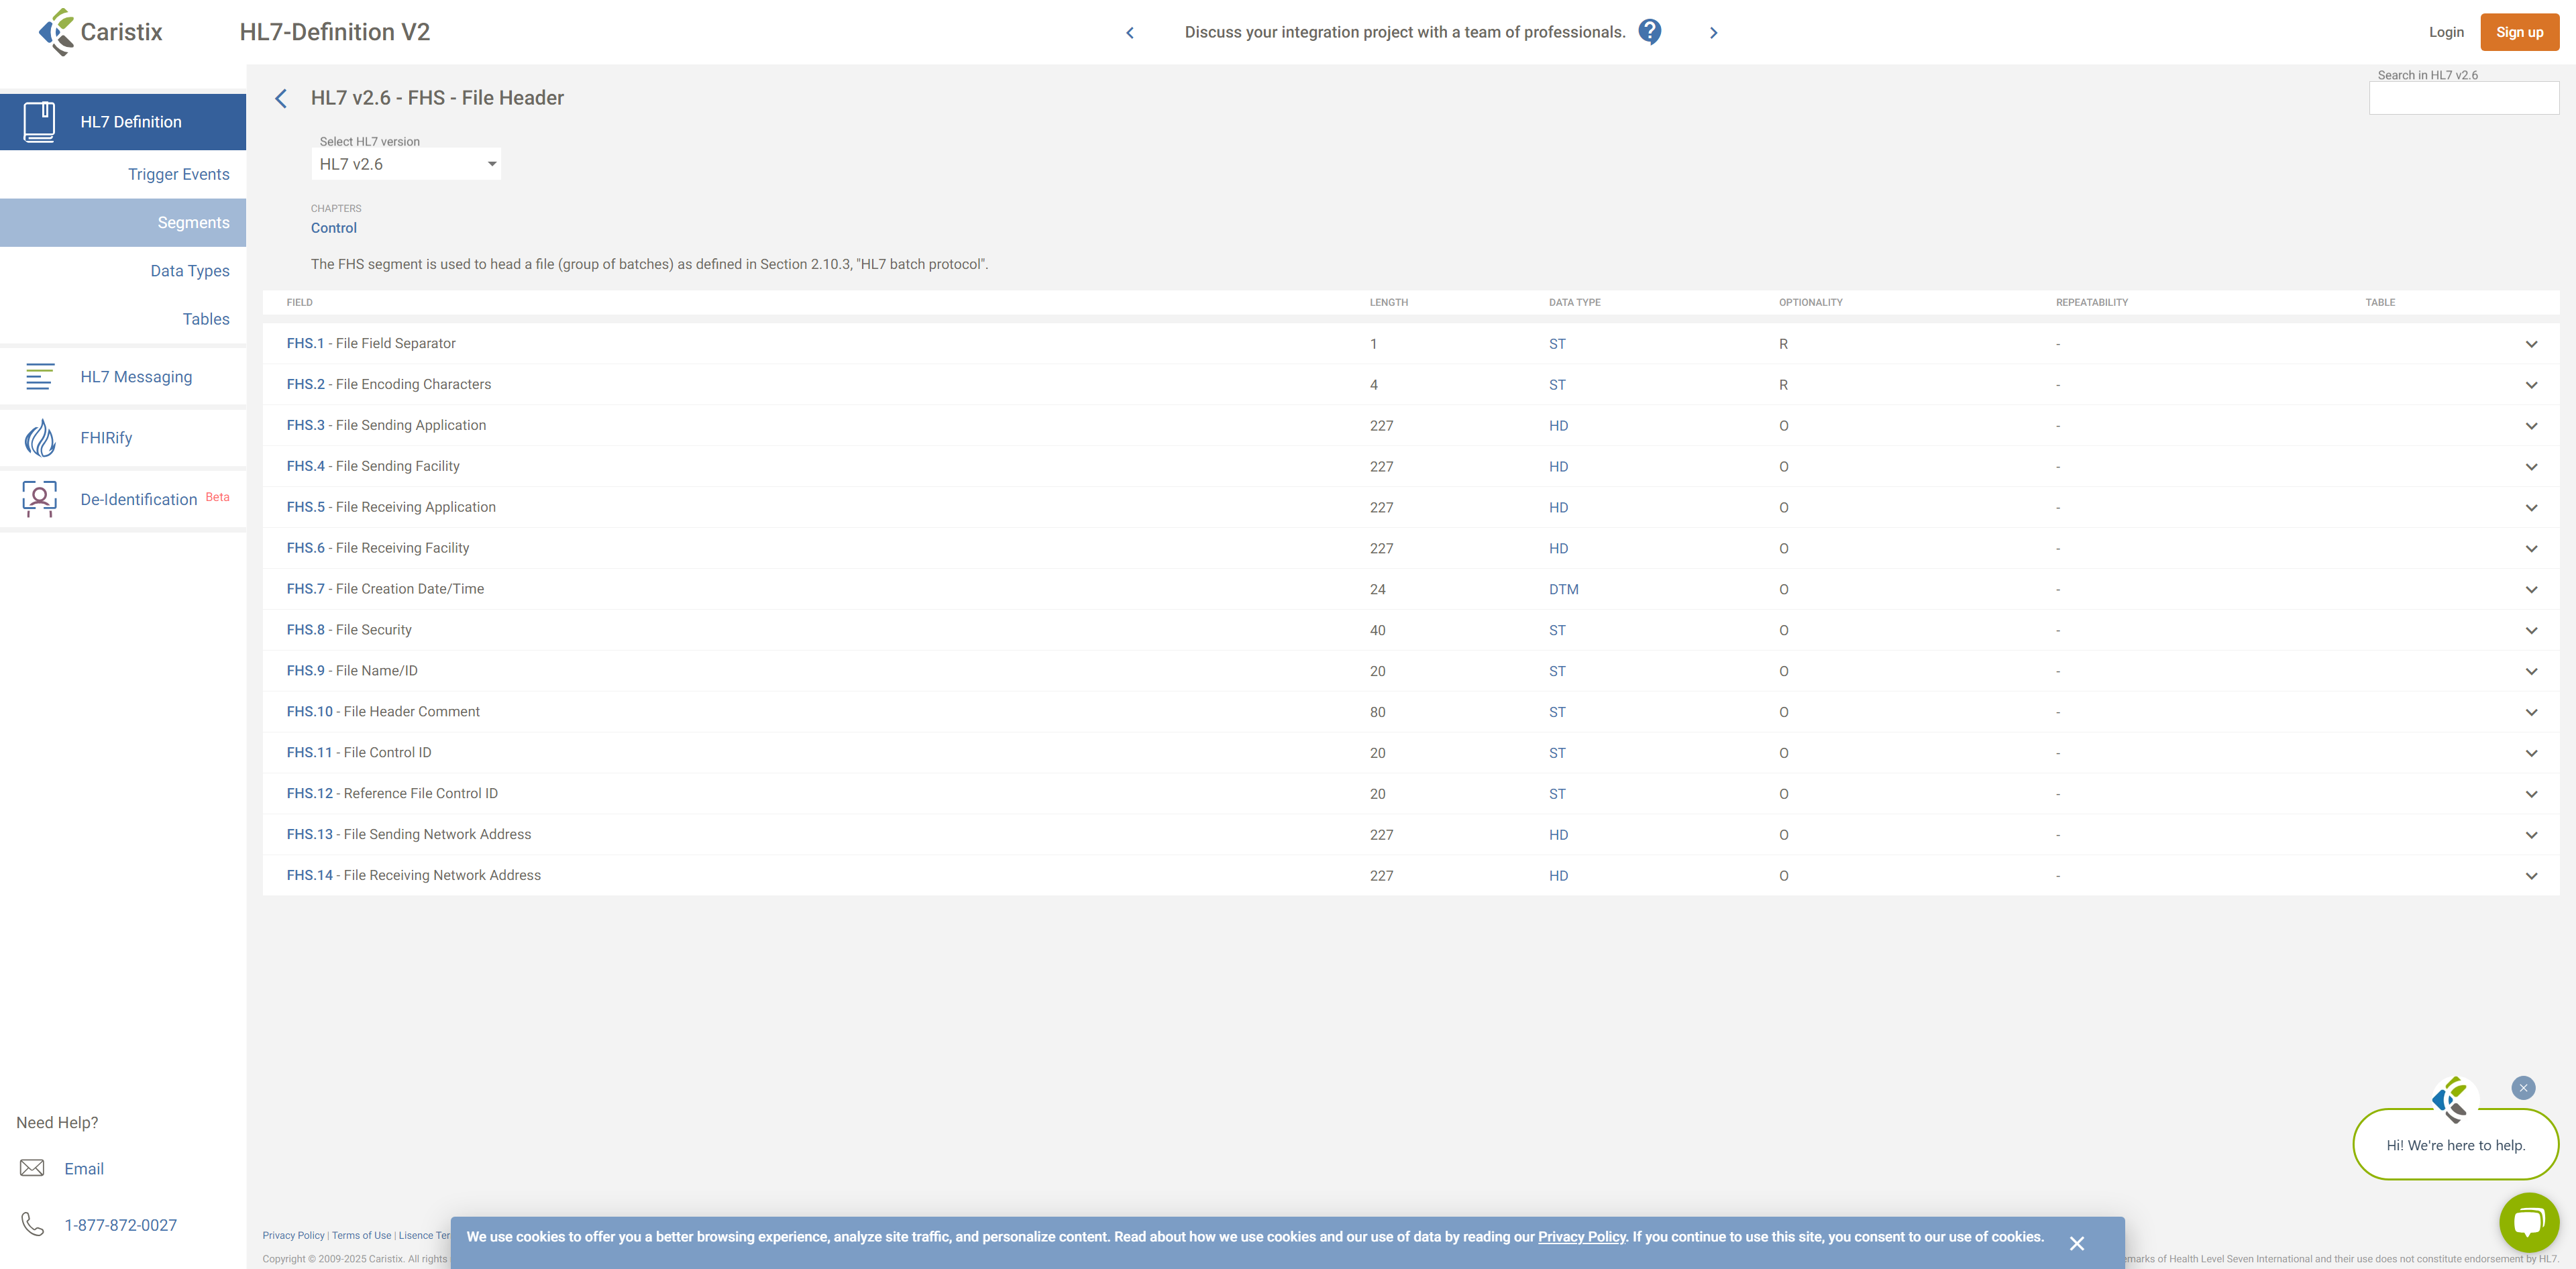 Caristix
HL7-Definition V2
Discuss your integration project with a team of professionals.
Login
Sign up
HL7 Definition
Trigger Events
Segments
Data Types
Tables
HL7 Messaging
FHIRify
De-Identification Beta
Need Help?
Email
1-877-872-0027
HL7 v2.6 - FHS - File Header
Search in HL7 v2.6
Select HL7 version
HL7 v2.6
CHAPTERS
Control
The FHS segment is used to head a file (group of batches) as defined in Section 2.10.3, "HL7 batch protocol".
FIELD LENGTH DATA TYPE OPTIONALITY REPEATABILITY TABLE
FHS.1 - File Field Separator 1 ST R -
FHS.2 - File Encoding Characters 4 ST R -
FHS.3 - File Sending Application 227 HD O -
FHS.4 - File Sending Facility 227 HD O -
FHS.5 - File Receiving Application 227 HD O -
FHS.6 - File Receiving Facility 227 HD O -
FHS.7 - File Creation Date/Time 24 DTM O -
FHS.8 - File Security 40 ST O -
FHS.9 - File Name/ID 20 ST O -
FHS.10 - File Header Comment 80 ST O -
FHS.11 - File Control ID 20 ST O -
FHS.12 - Reference File Control ID 20 ST O -
FHS.13 - File Sending Network Address 227 HD O -
FHS.14 - File Receiving Network Address 227 HD O -
Hi! We're here to help.
Privacy Policy | Terms of Use | Lisence Ter
We use cookies to offer you a better browsing experience, analyze site traffic, and personalize content. Read about how we use cookies and our use of data by reading our Privacy Policy. If you continue to use this site, you consent to our use of cookies.
Copyright © 2009-2025 Caristix. All rights
emarks of Health Level Seven International and their use does not constitute endorsement by HL7.